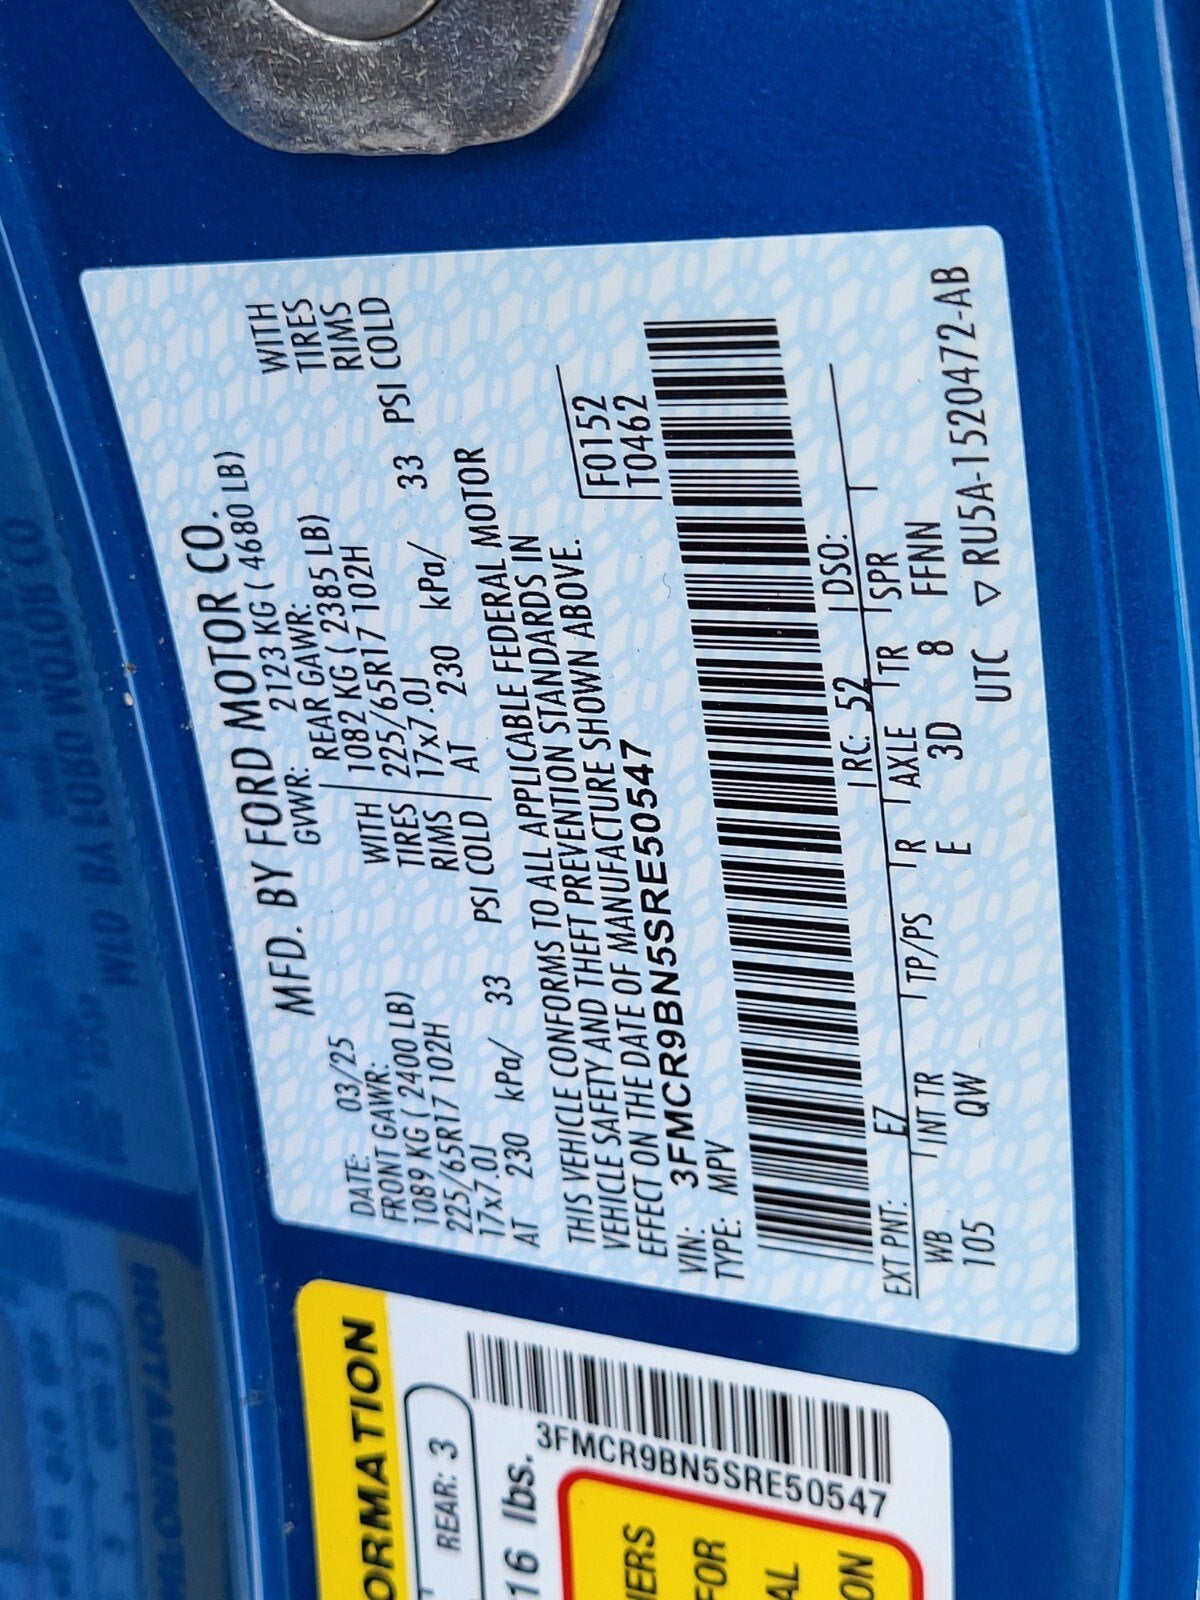 MFD. BY FORD MOTOR CO.
DATE: 03/25 GVWR: 2123 KG ( 4680 LB)
FRONT GAWR: REAR GAWR:
1089 KG ( 2400 LB) WITH 1082 KG ( 2385 LB) WITH
225/65R17 102H TIRES 225/65R17 102H TIRES
17x7.0J RIMS 17x7.0J RIMS
AT 230 kPa/ 33 PSI COLD AT 230 kPa/ 33 PSI COLD
THIS VEHICLE CONFORMS TO ALL APPLICABLE FEDERAL MOTOR
VEHICLE SAFETY AND THEFT PREVENTION STANDARDS IN
EFFECT ON THE DATE OF MANUFACTURE SHOWN ABOVE.
VIN: 3FMCR9BN5SRE50547 F0152
TYPE: MPV T0462
EXT PNT: EZ RC: 52 DSO:
WB INT TR TP/PS R AXLE TR SPR
105 QW E 3D 8 FFNN
UTC ▽ RU5A-1520472-AB
ORMATION
REAR: 3
16 lbs.
3FMCR9BN5SRE50547
IERS
FOR
AL
ON